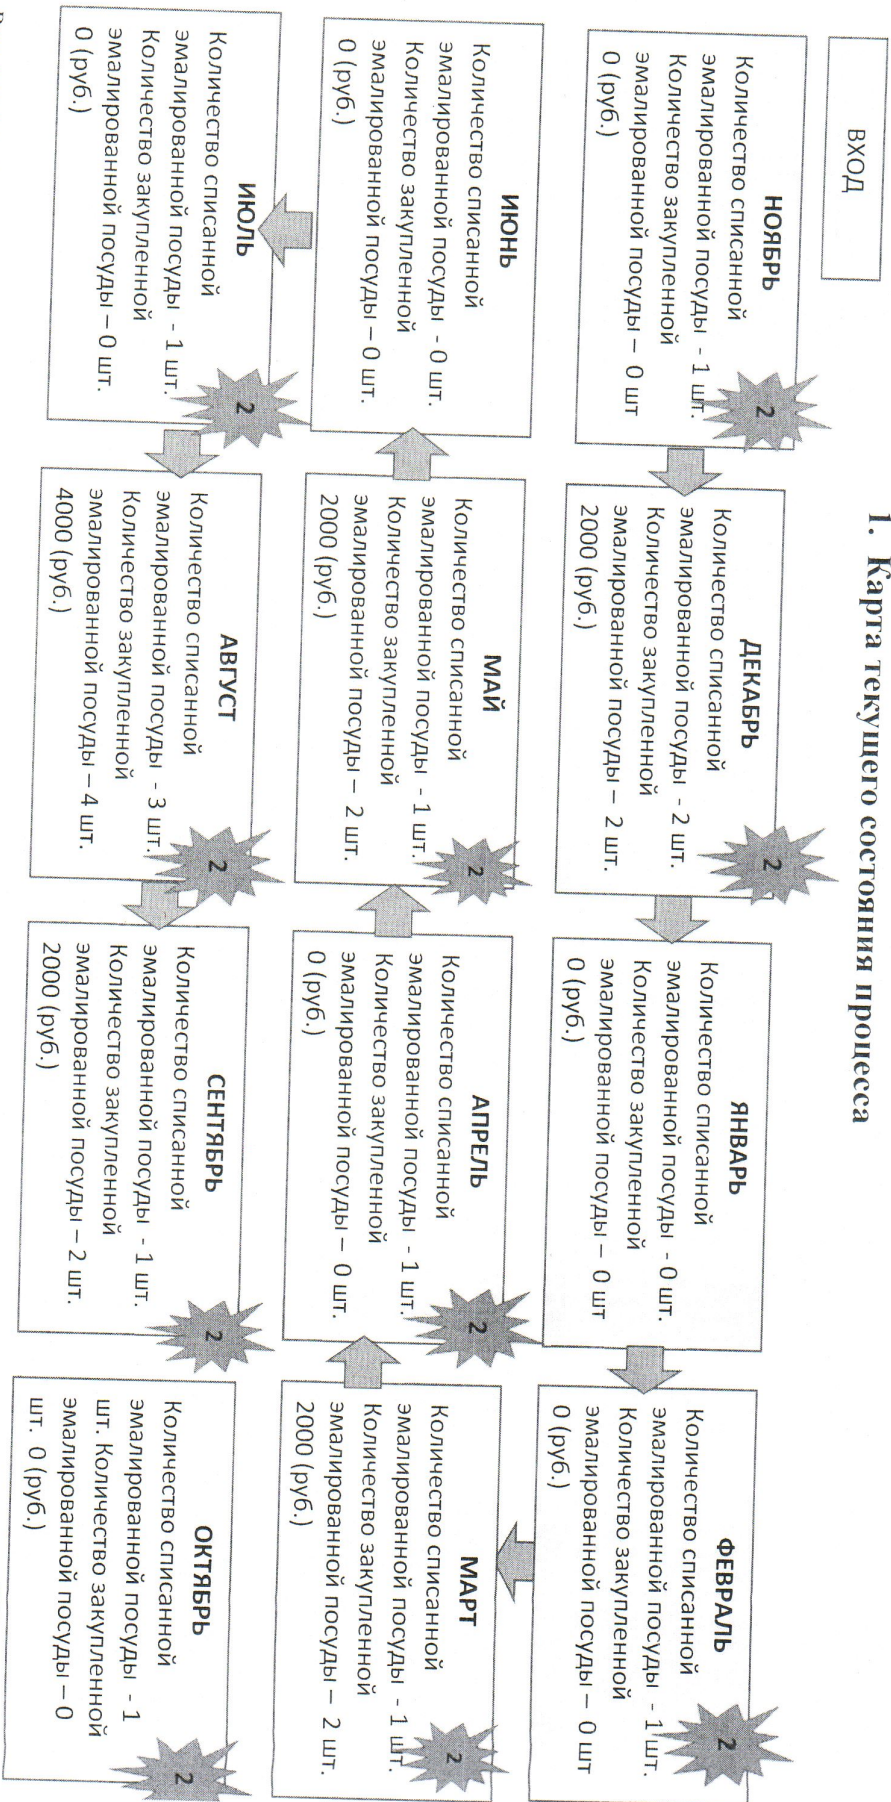 1. Карта текущего состояния процесса
ВХОД
НОЯБРЬ
Количество списанной
эмалированной посуды - 1 шт.
Количество закупленной
эмалированной посуды – 0 шт
0 (руб.)
2
ДЕКАБРЬ
Количество списанной
эмалированной посуды - 2 шт.
Количество закупленной
эмалированной посуды – 2 шт.
2000 (руб.)
2
ЯНВАРЬ
Количество списанной
эмалированной посуды - 0 шт.
Количество закупленной
эмалированной посуды – 0 шт
0 (руб.)
ФЕВРАЛЬ
Количество списанной
эмалированной посуды - 1 шт.
Количество закупленной
эмалированной посуды – 0 шт
0 (руб.)
2
ИЮНЬ
Количество списанной
эмалированной посуды - 0 шт.
Количество закупленной
эмалированной посуды – 0 шт.
0 (руб.)
МАЙ
Количество списанной
эмалированной посуды - 1 шт.
Количество закупленной
эмалированной посуды – 2 шт.
2000 (руб.)
2
АПРЕЛЬ
Количество списанной
эмалированной посуды - 1 шт.
Количество закупленной
эмалированной посуды – 0 шт.
0 (руб.)
2
МАРТ
Количество списанной
эмалированной посуды - 1 шт.
Количество закупленной
эмалированной посуды – 2 шт.
2000 (руб.)
2
ИЮЛЬ
Количество списанной
эмалированной посуды - 1 шт.
Количество закупленной
эмалированной посуды – 0 шт.
0 (руб.)
2
АВГУСТ
Количество списанной
эмалированной посуды - 3 шт.
Количество закупленной
эмалированной посуды – 4 шт.
4000 (руб.)
2
СЕНТЯБРЬ
Количество списанной
эмалированной посуды - 1 шт.
Количество закупленной
эмалированной посуды – 2 шт.
2000 (руб.)
2
ОКТЯБРЬ
Количество списанной
эмалированной посуды - 1
шт. Количество закупленной
эмалированной посуды – 0
шт. 0 (руб.)
2